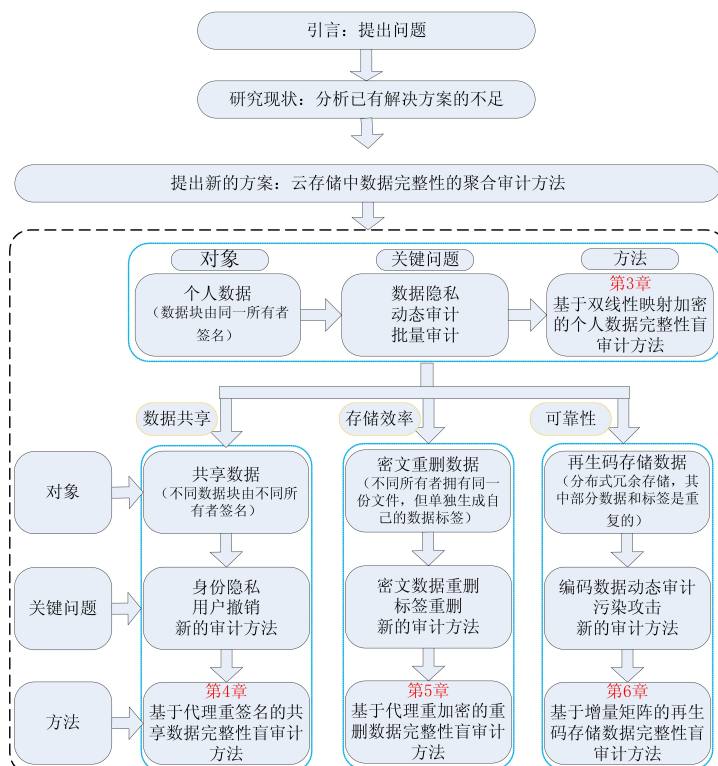 引言：提出问题
研究现状：分析已有解决方案的不足
提出新的方案：云存储中数据完整性的聚合审计方法
对象
关键问题
方法
个人数据
（数据块由同一所有者
签名）
数据隐私
动态审计
批量审计
第3章
基于双线性映射加密
的个人数据完整性盲
审计方法
数据共享
存储效率
可靠性
对象
共享数据
（不同数据块由不同所
有者签名）
密文重删数据
（不同所有者拥有同一
份文件，但单独生成自
己的数据标签）
再生码存储数据
（分布式冗余存储，其
中部分数据和标签是重
复的）
关键问题
身份隐私
用户撤销
新的审计方法
密文数据重删
标签重删
新的审计方法
编码数据动态审计
污染攻击
新的审计方法
方法
第4章
基于代理重签名的共
享数据完整性盲审计
方法
第5章
基于代理重加密的重
删数据完整性盲审计
方法
第6章
基于增量矩阵的再生
码存储数据完整性盲
审计方法